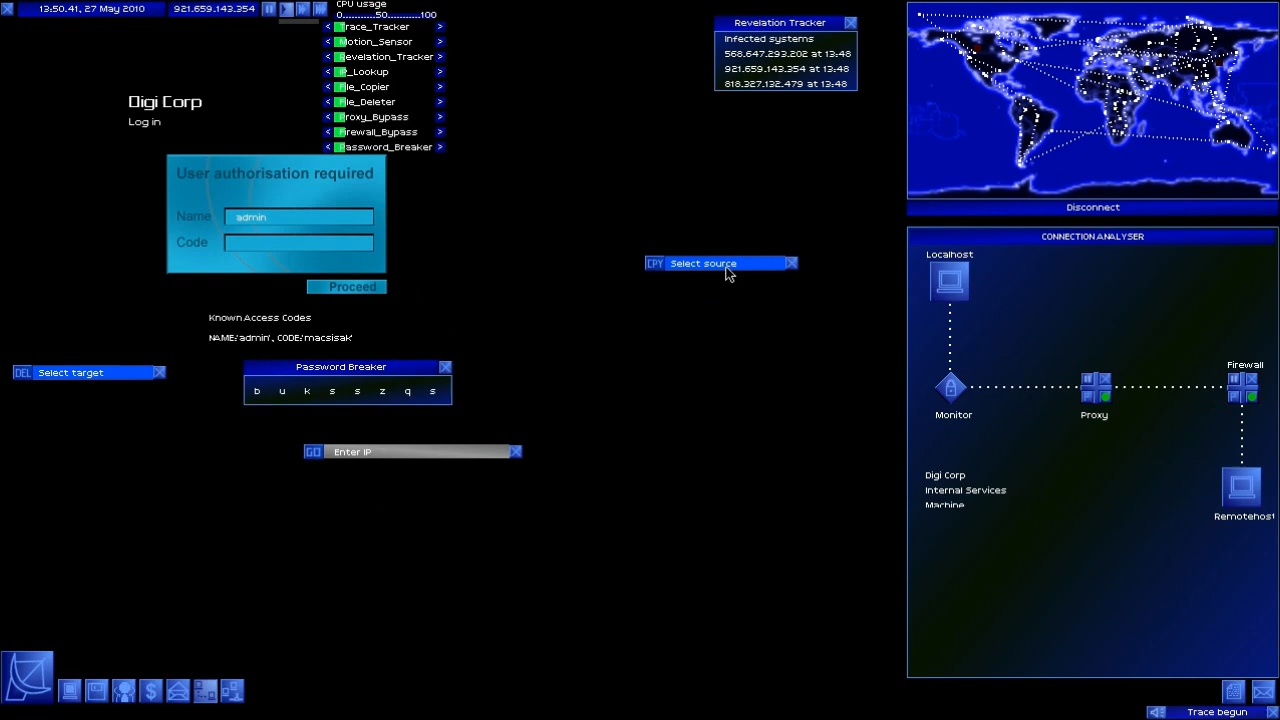 13:50.41, 27 May 2010
921.659.143.354
CPU usage
0..........50.........100
Trace_Tracker
Motion_Sensor
Revelation_Tracker
IP_Lookup
File_Copier
File_Deleter
Proxy_Bypass
Firewall_Bypass
Password_Breaker
Digi Corp
Log in
User authorisation required
Name admin
Code
Proceed
Known Access Codes
NAME:'admin', CODE:'macsisak'
DEL Select target
Password Breaker
b u k s s z q s
GO Enter IP
CPY Select source
Revelation Tracker
Infected systems
568.647.293.202 at 13:48
921.659.143.354 at 13:48
818.327.132.479 at 13:48
Disconnect
CONNECTION ANALYSER
Localhost
Firewall
Monitor
Proxy
Digi Corp
Internal Services
Machine
Remotehost
Trace begun